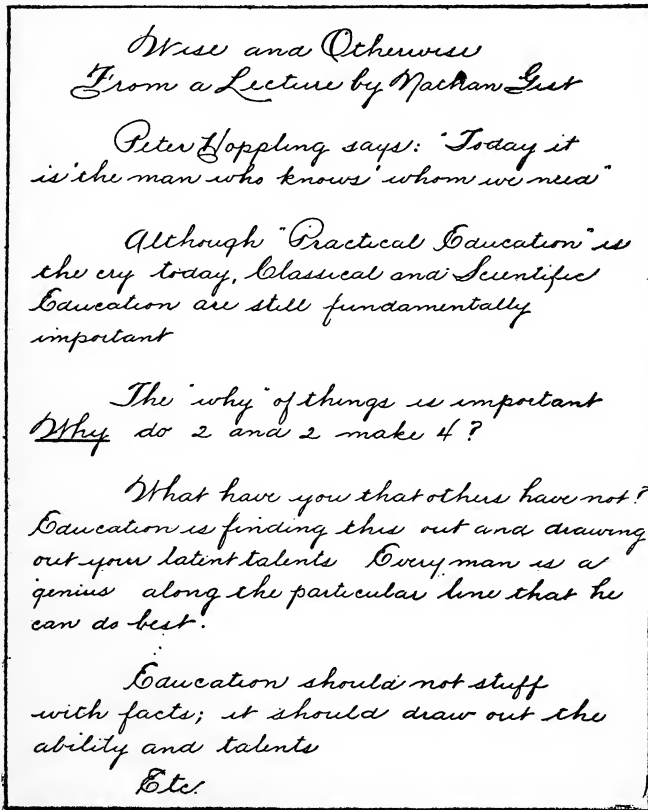 Wise and Otherwise
From a Lecture by Nathan Gist
Peter Hoppling says: "Today it
is 'the man who knows' whom we need"
Although "Practical Education" is
the cry today, Classical and Scientific
Education are still fundamentally
important
The "why" of things is important
Why do 2 and 2 make 4?
What have you that others have not?
Education is finding this out and drawing
out your latent talents Every man is a
genius along the particular line that he
can do best.
Education should not stuff
with facts; it should draw out the
ability and talents
Etc.